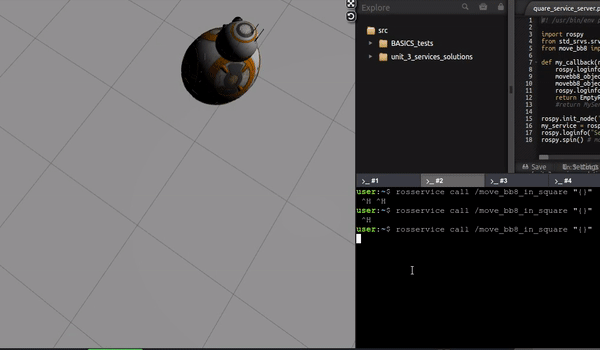 Explore
src
BASICS_tests
unit_3_services_solutions
quare_service_server.p
1 #! /usr/bin/env p
2
3 import rospy
4 from std_srvs.srv
5 from move_bb8 imp
6
7 def my_callback(r
8 rospy.loginfo
9 movebb8_objec
10 movebb8_objec
11 rospy.loginfo
12 return EmptyR
13 #return MySe
14
15 rospy.init_node('
16 my_service = rosp
17 rospy.loginfo("Se
18 rospy.spin() # m
Save Settings
>_ #1 >_ #2 >_ #3 >_ #4
user:~$ rosservice call /move_bb8_in_square "{}"
^H ^H
user:~$ rosservice call /move_bb8_in_square "{}"
^H
user:~$ rosservice call /move_bb8_in_square "{}"